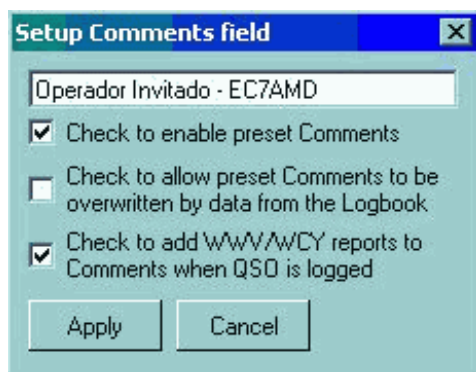 Setup Comments field
Operador Invitado - EC7AMD
Check to enable preset Comments
Check to allow preset Comments to be
overwritten by data from the Logbook
Check to add WWV/WCY reports to
Comments when QSO is logged
Apply Cancel